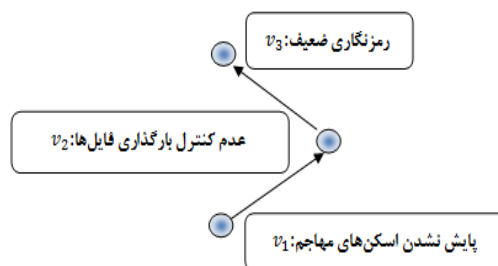 v₃:رمزنگاری ضعیف
v₂:عدم کنترل بارگذاری فایل‌ها
v₁:پایش نشدن اسکن‌های مهاجم